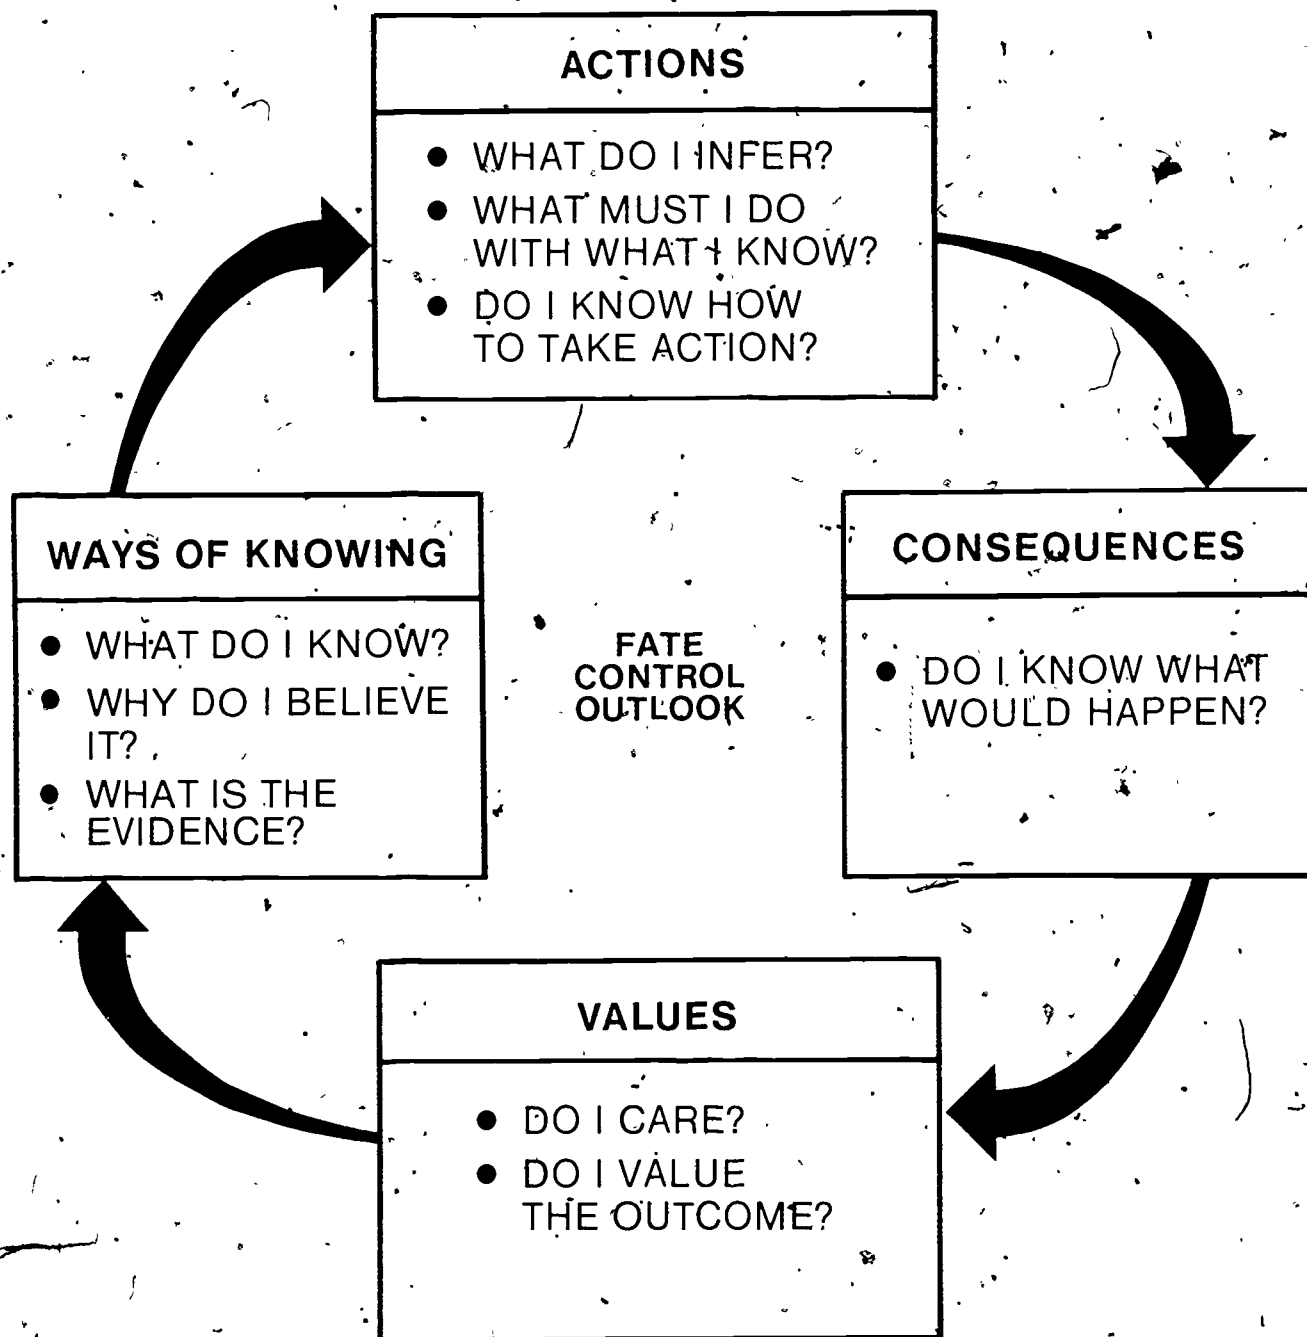 ACTIONS
● WHAT DO I INFER?
● WHAT MUST I DO
WITH WHAT I KNOW?
● DO I KNOW HOW
TO TAKE ACTION?
WAYS OF KNOWING
● WHAT DO I KNOW?
● WHY DO I BELIEVE
IT?
● WHAT IS THE
EVIDENCE?
FATE
CONTROL
OUTLOOK
CONSEQUENCES
● DO I KNOW WHAT
WOULD HAPPEN?
VALUES
● DO I CARE?
● DO I VALUE
THE OUTCOME?